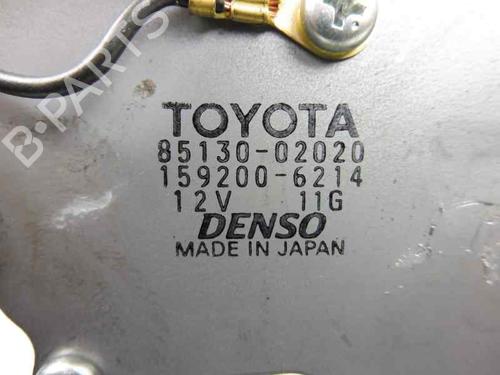 B-PARTS
TOYOTA
85130-02020
159200-6214
12V 11G
DENSO
MADE IN JAPAN